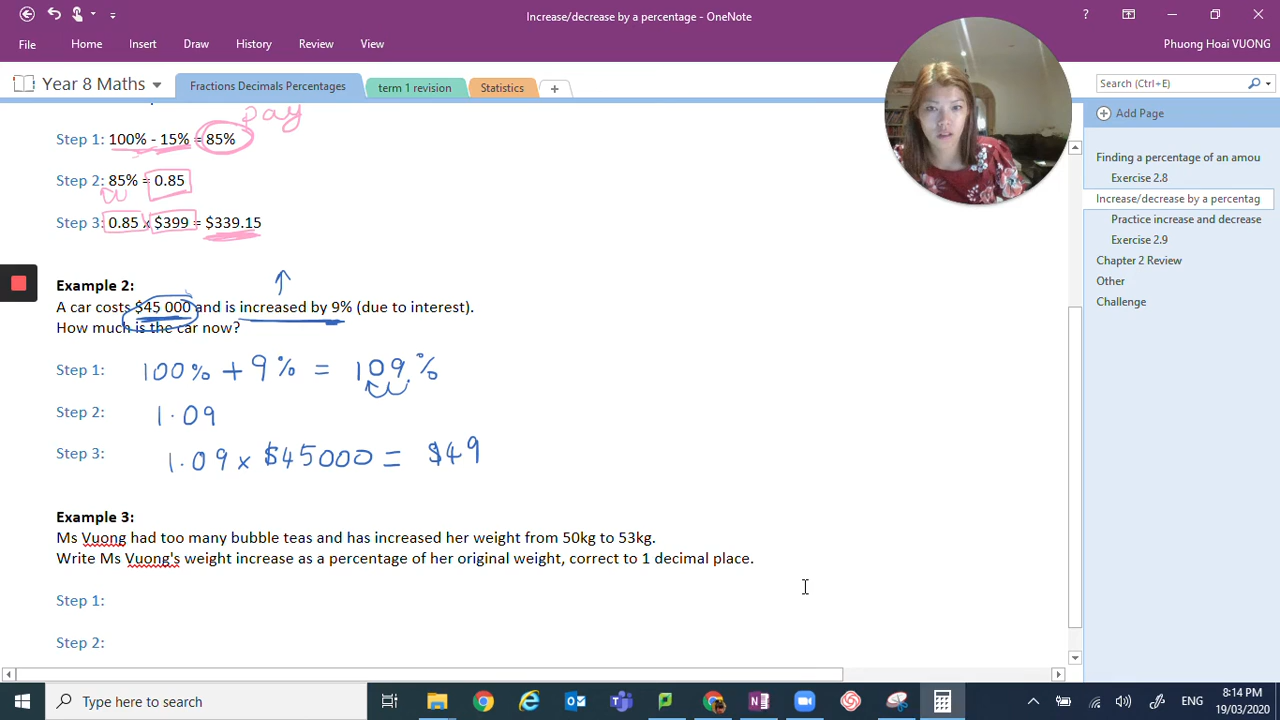 Increase/decrease by a percentage - OneNote
File Home Insert Draw History Review View
Phuong Hoai VUONG
Year 8 Maths
Fractions Decimals Percentages
term 1 revision
Statistics
Search (Ctrl+E)
Add Page
Finding a percentage of an amou
Exercise 2.8
Increase/decrease by a percentag
Practice increase and decrease
Exercise 2.9
Chapter 2 Review
Other
Challenge
pay
Step 1: 100% - 15% = 85%
Step 2: 85% = 0.85
Step 3: 0.85 x $399 = $339.15
Example 2:
A car costs $45 000 and is increased by 9% (due to interest).
How much is the car now?
Step 1: 100% + 9% = 109.%
Step 2: 1.09
Step 3: 1.09 x $45000 = $49
Example 3:
Ms Vuong had too many bubble teas and has increased her weight from 50kg to 53kg.
Write Ms Vuong's weight increase as a percentage of her original weight, correct to 1 decimal place.
Step 1:
Step 2:
Type here to search
ENG
8:14 PM
19/03/2020